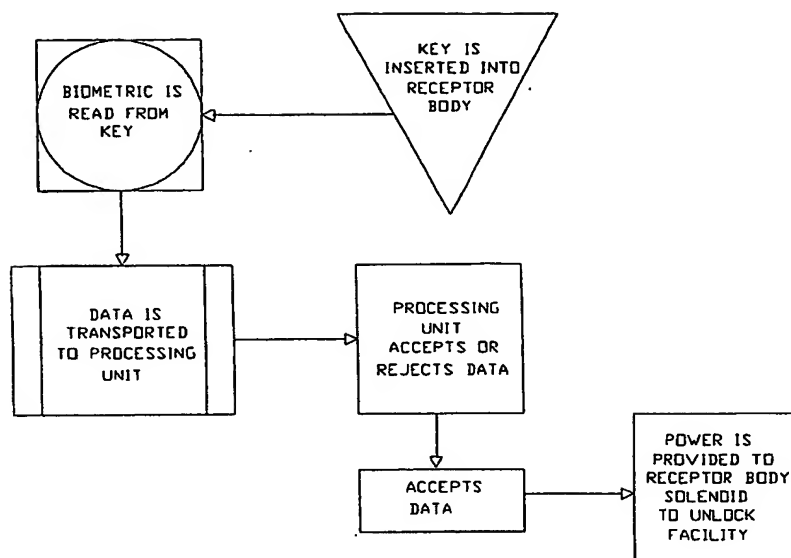 KEY IS
INSERTED INTO
RECEPTOR
BODY
BIOMETRIC IS
READ FROM
KEY
DATA IS
TRANSPORTED
TO PROCESSING
UNIT
PROCESSING
UNIT
ACCEPTS OR
REJECTS DATA
ACCEPTS
DATA
POWER IS
PROVIDED TO
RECEPTOR BODY
SOLENOID
TO UNLOCK
FACILITY